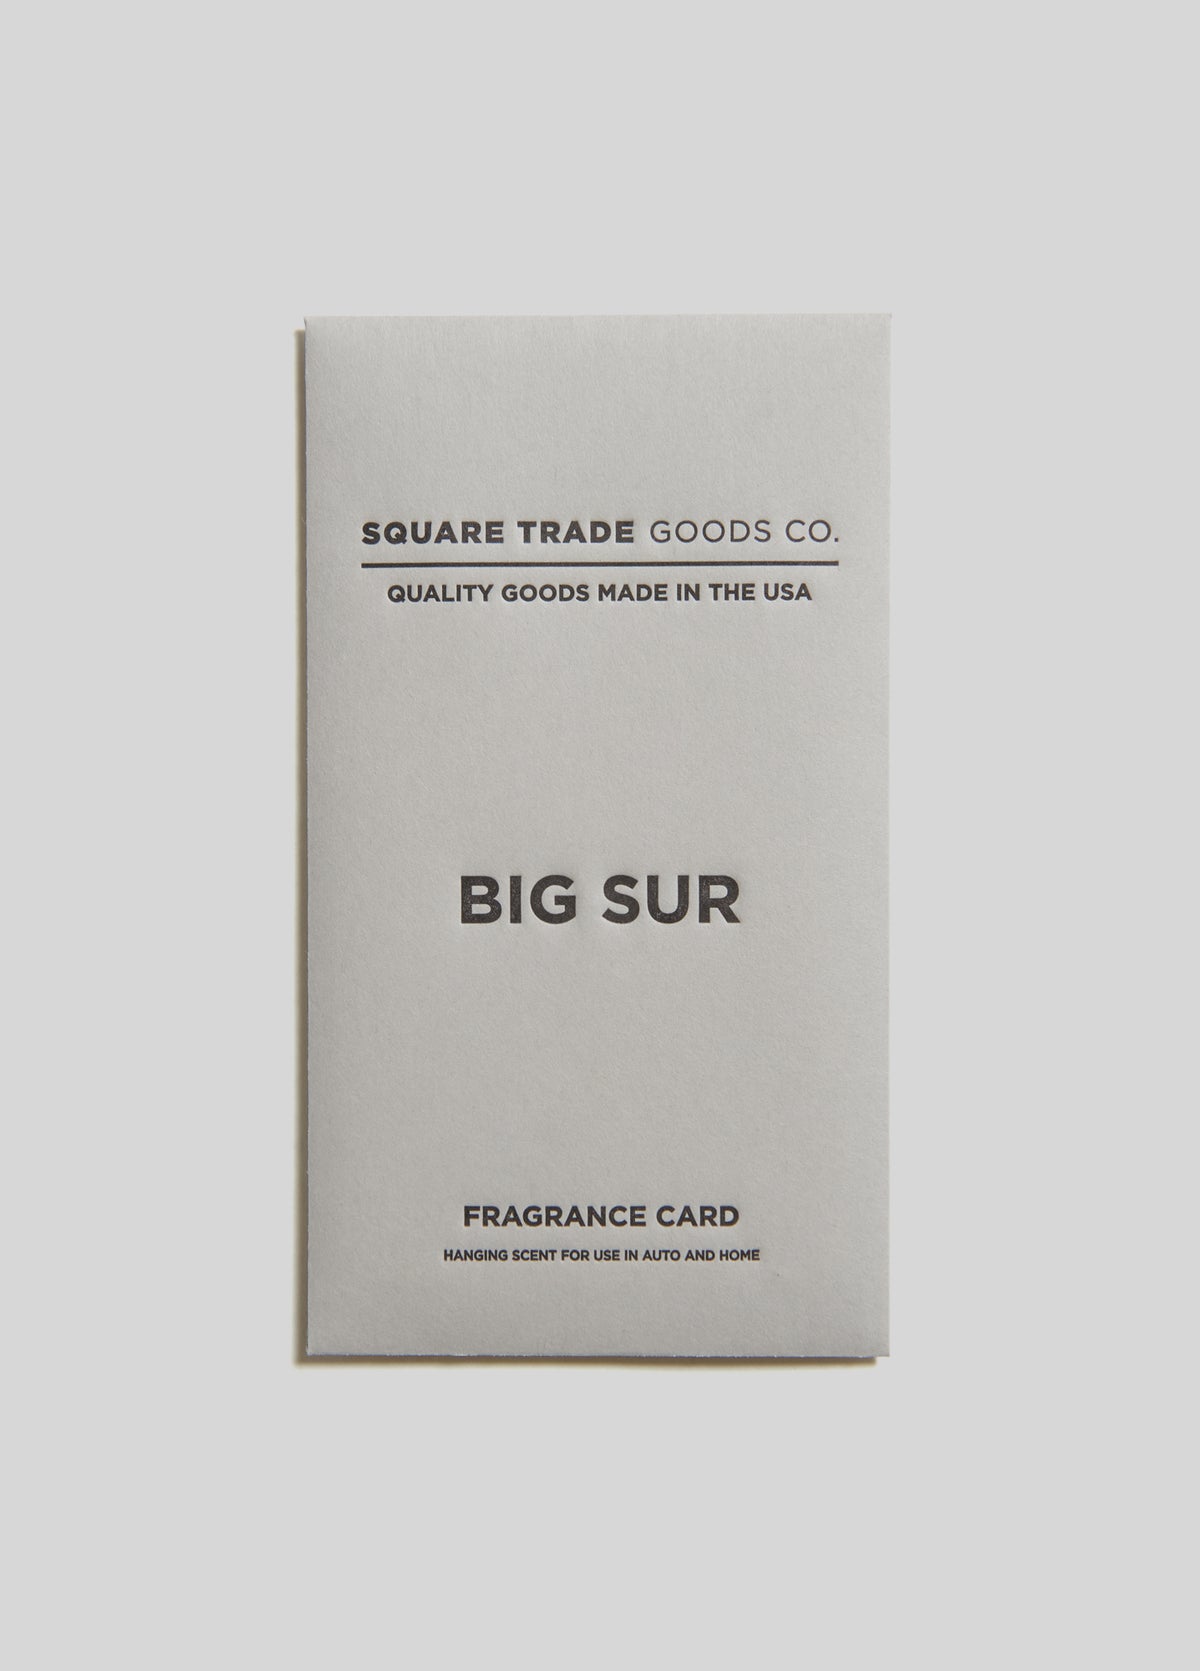 SQUARE TRADE GOODS CO.
QUALITY GOODS MADE IN THE USA
BIG SUR
FRAGRANCE CARD
HANGING SCENT FOR USE IN AUTO AND HOME